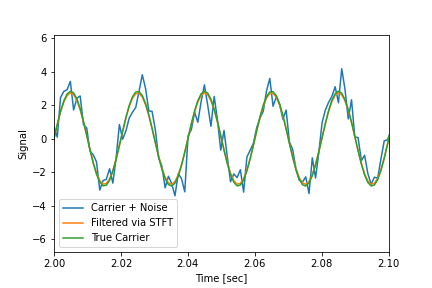 6
4
2
0
−2
−4
−6
Signal
Carrier + Noise
Filtered via STFT
True Carrier
2.00 2.02 2.04 2.06 2.08 2.10
Time [sec]